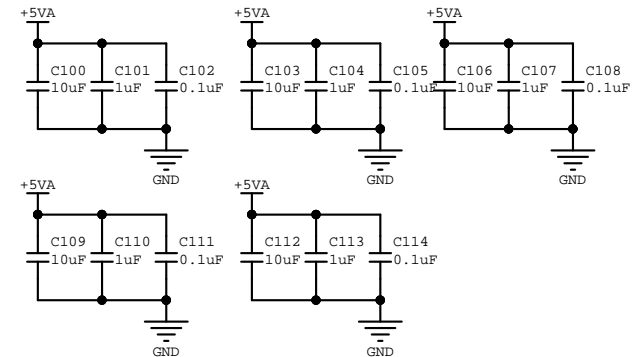 +5VA +5VA +5VA
C100 C101 C102 C103 C104 C105 C106 C107 C108
10uF 1uF 0.1uF 10uF 1uF 0.1uF 10uF 1uF 0.1uF
GND GND GND
+5VA +5VA
C109 C110 C111 C112 C113 C114
10uF 1uF 0.1uF 10uF 1uF 0.1uF
GND GND